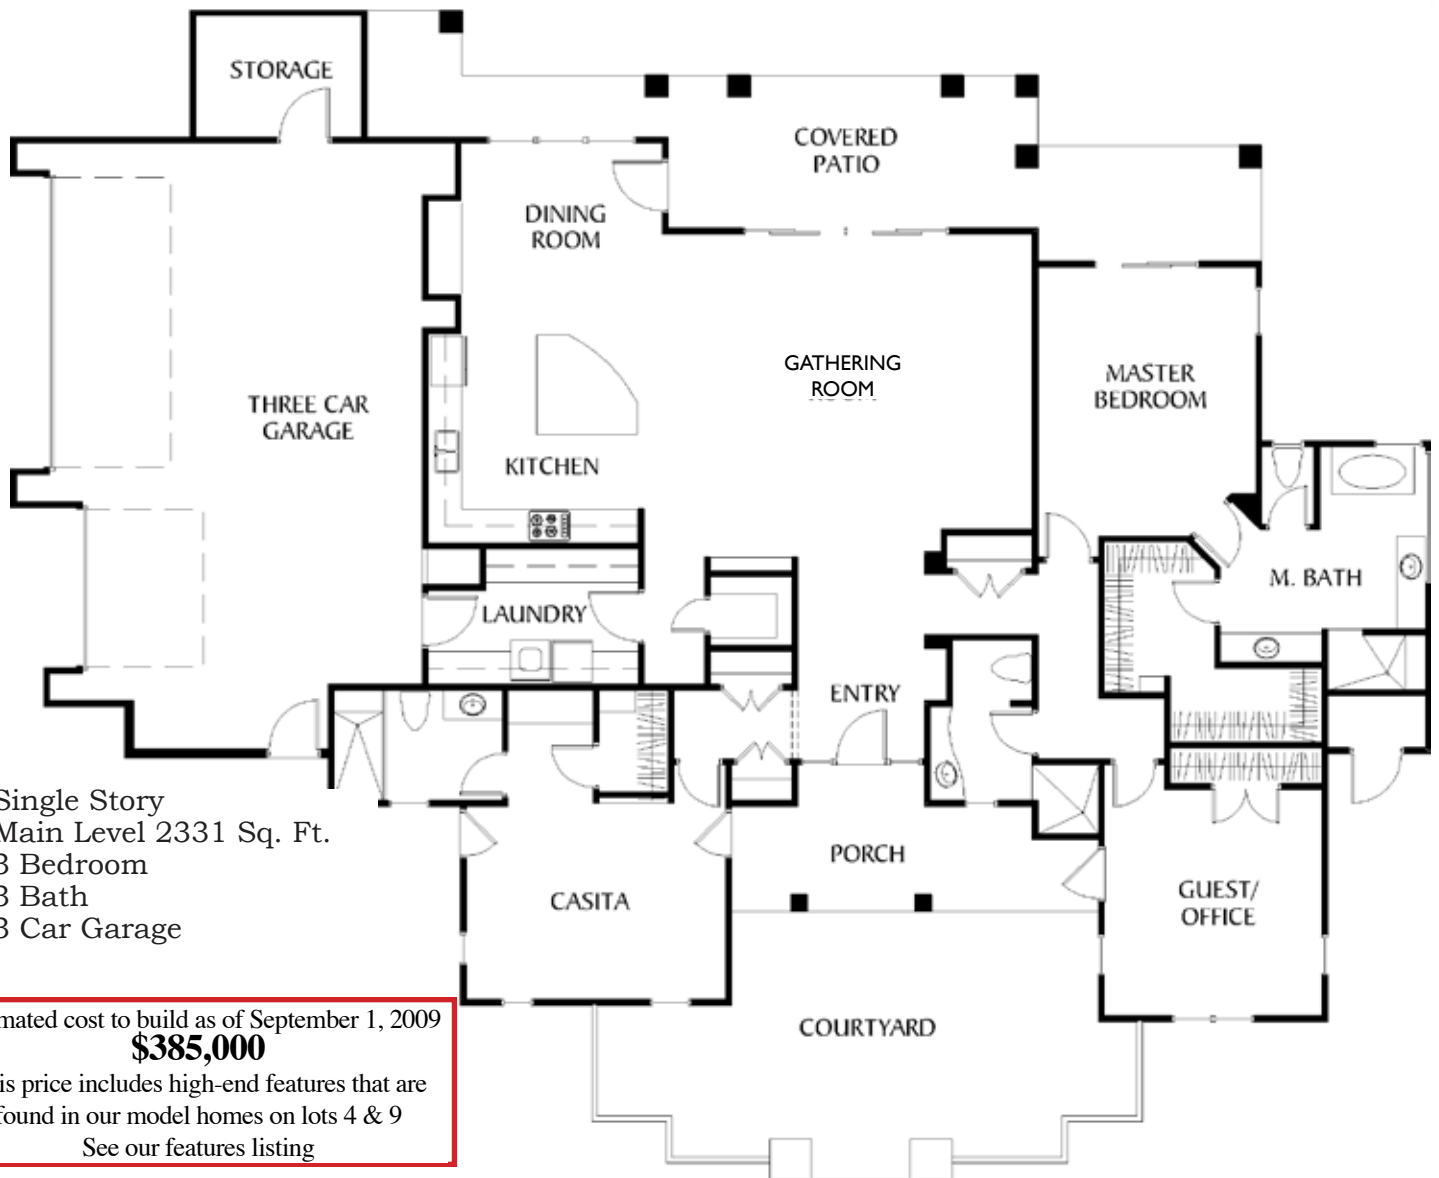 STORAGE
COVERED
PATIO
DINING
ROOM
GATHERING
ROOM
MASTER
BEDROOM
THREE CAR
GARAGE
KITCHEN
M. BATH
LAUNDRY
ENTRY
Single Story
Main Level 2331 Sq. Ft.
3 Bedroom
3 Bath
3 Car Garage
PORCH
CASITA
GUEST/
OFFICE
COURTYARD
mated cost to build as of September 1, 2009
$385,000
is price includes high-end features that are
found in our model homes on lots 4 & 9
See our features listing